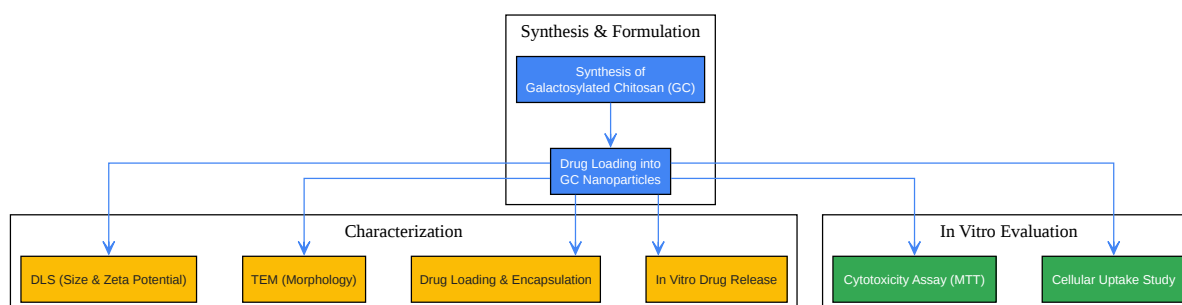 Synthesis & Formulation
Synthesis of
Galactosylated Chitosan (GC)
Drug Loading into
GC Nanoparticles
Characterization
In Vitro Evaluation
DLS (Size & Zeta Potential)
TEM (Morphology)
Drug Loading & Encapsulation
In Vitro Drug Release
Cytotoxicity Assay (MTT)
Cellular Uptake Study